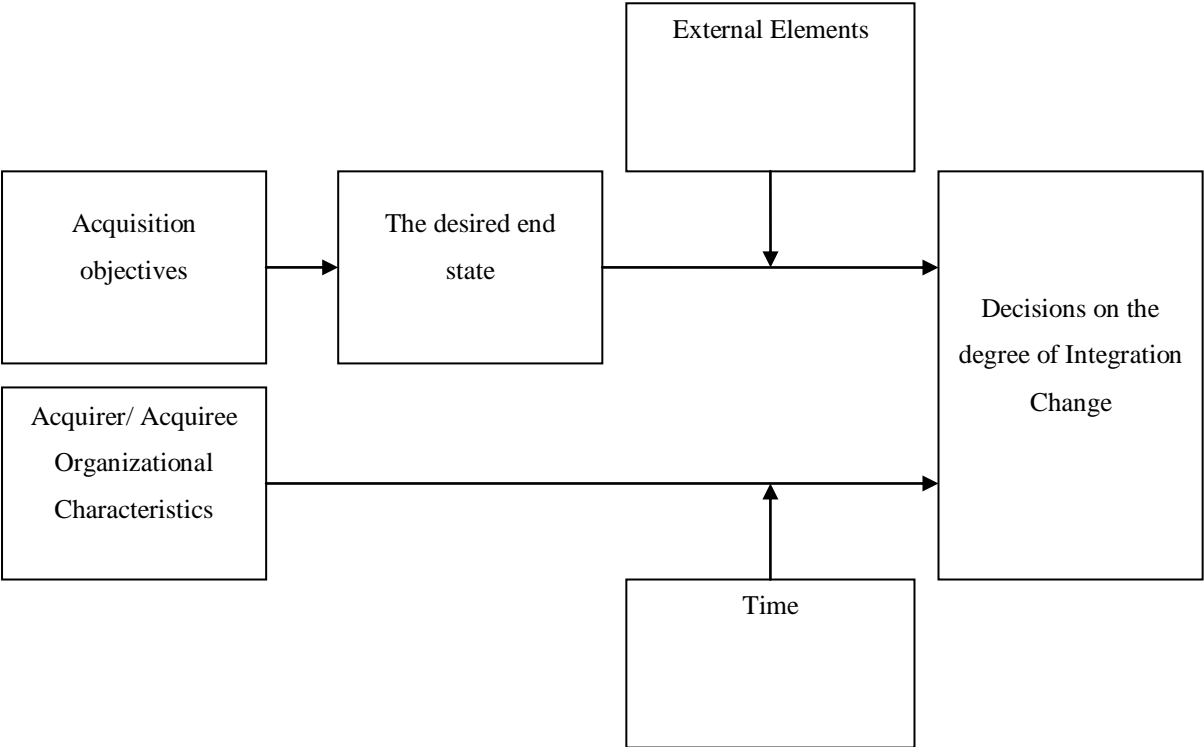 External Elements
Acquisition
objectives
The desired end
state
Decisions on the
degree of Integration
Change
Acquirer/ Acquiree
Organizational
Characteristics
Time